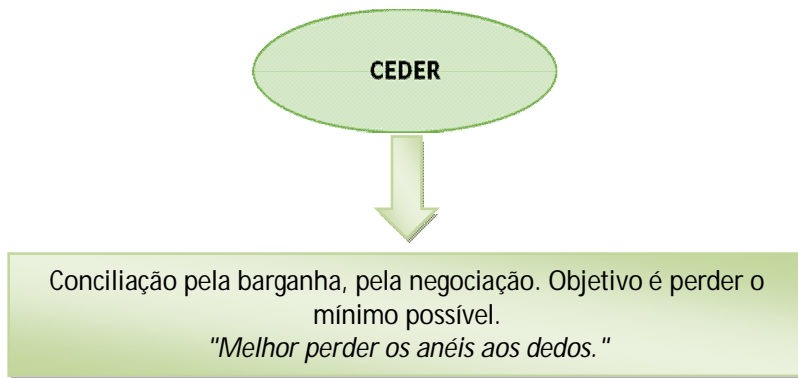 CEDER
Conciliação pela barganha, pela negociação. Objetivo é perder o
mínimo possível.
"Melhor perder os anéis aos dedos."